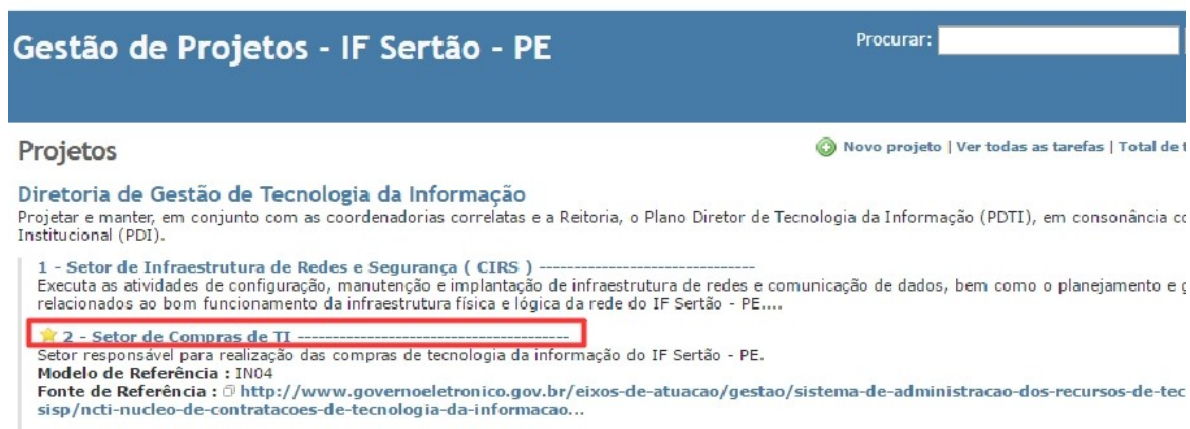 Gestão de Projetos - IF Sertão - PE
Procurar:
Projetos
Novo projeto | Ver todas as tarefas | Total de t
Diretoria de Gestão de Tecnologia da Informação
Projetar e manter, em conjunto com as coordenadorias correlatas e a Reitoria, o Plano Diretor de Tecnologia da Informação (PDTI), em consonância co
Institucional (PDI).
1 - Setor de Infraestrutura de Redes e Segurança ( CIRS ) -------------------------------
Executa as atividades de configuração, manutenção e implantação de infraestrutura de redes e comunicação de dados, bem como o planejamento e g
relacionados ao bom funcionamento da infraestrutura física e lógica da rede do IF Sertão - PE....
2 - Setor de Compras de TI ---------------------------------------
Setor responsável para realização das compras de tecnologia da informação do IF Sertão - PE.
Modelo de Referência : IN04
Fonte de Referência : http://www.governoeletronico.gov.br/eixos-de-atuacao/gestao/sistema-de-administracao-dos-recursos-de-tec
sisp/ncti-nucleo-de-contratacoes-de-tecnologia-da-informacao...